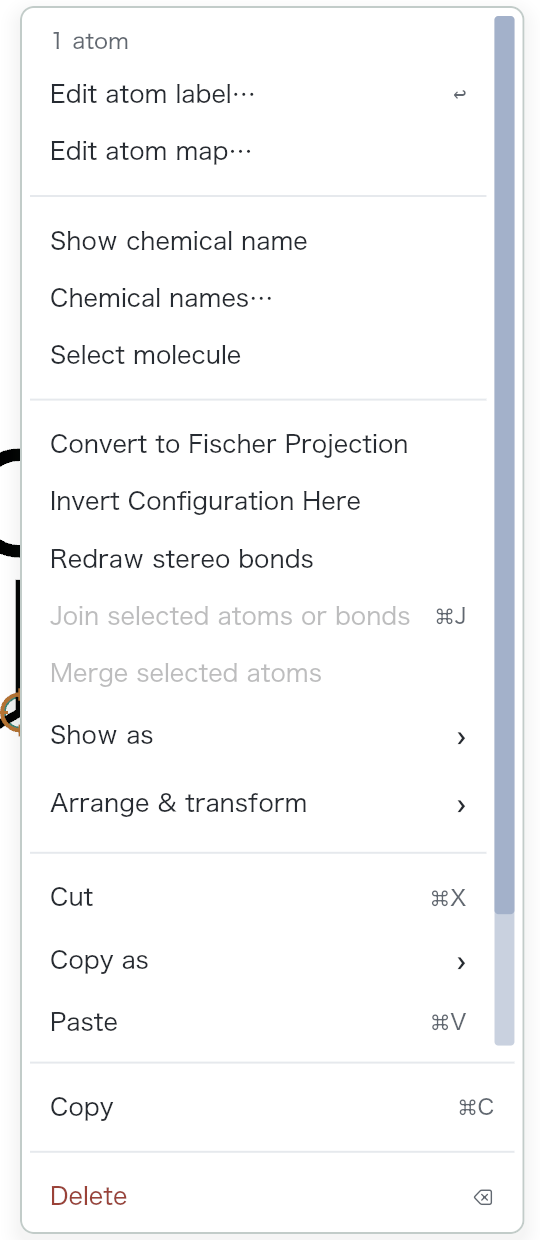 1 atom
Edit atom label··· ↩
Edit atom map···
Show chemical name
Chemical names···
Select molecule
Convert to Fischer Projection
Invert Configuration Here
Redraw stereo bonds
Join selected atoms or bonds ⌘J
Merge selected atoms
Show as ›
Arrange & transform ›
Cut ⌘X
Copy as ›
Paste ⌘V
Copy ⌘C
Delete ⌫